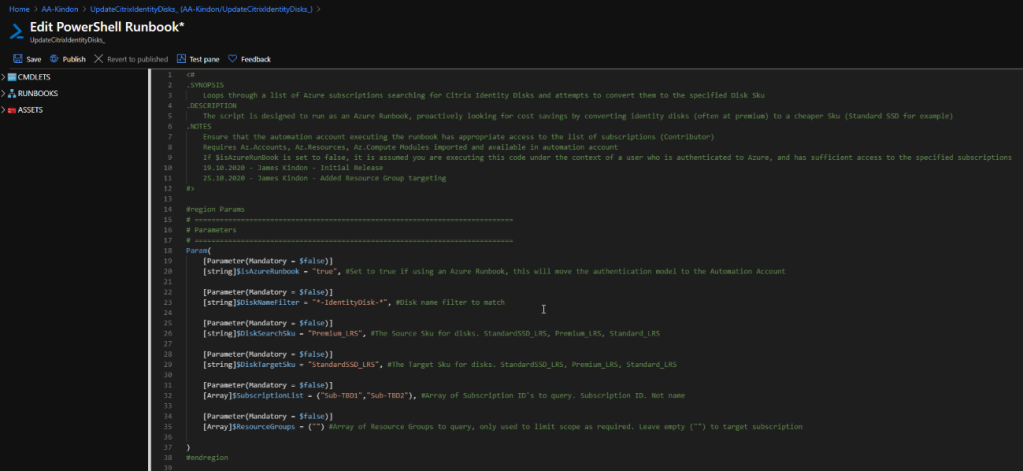 Home > AA-Kindon > UpdateCitrixIdentityDisks_ (AA-Kindon/UpdateCitrixIdentityDisks_) >
Edit PowerShell Runbook*
UpdateCitrixIdentityDisks_
Save Publish Revert to published Test pane Feedback
CMDLETS
RUNBOOKS
ASSETS
1 <#
2 .SYNOPSIS
3 Loops through a list of Azure subscriptions searching for Citrix Identity Disks and attempts to convert them to the specified Disk Sku
4 .DESCRIPTION
5 The script is designed to run as an Azure Runbook, proactively looking for cost savings by converting identity disks (often at premium) to a cheaper Sku (Standard SSD for example)
6 .NOTES
7 Ensure that the automation account executing the runbook has appropriate access to the list of subscriptions (Contributor)
8 Requires Az.Accounts, Az.Resources, Az.Compute Modules imported and available in automation account
9 If $isAzureRunBook is set to false, it is assumed you are executing this code under the context of a user who is authenticated to Azure, and has sufficient access to the specified subscriptions
10 19.10.2020 - James Kindon - Initial Release
11 25.10.2020 - James Kindon - Added Resource Group targeting
12 #>
13
14 #region Params
15 # ============================================================================
16 # Parameters
17 # ============================================================================
18 Param(
19 [Parameter(Mandatory = $false)]
20 [string]$isAzureRunbook = "true", #Set to true if using an Azure Runbook, this will move the authentication model to the Automation Account
21
22 [Parameter(Mandatory = $false)]
23 [string]$DiskNameFilter = "*-IdentityDisk-*", #Disk name filter to match
24
25 [Parameter(Mandatory = $false)]
26 [string]$DiskSearchSku = "Premium_LRS", #The Source Sku for disks. StandardSSD_LRS, Premium_LRS, Standard_LRS
27
28 [Parameter(Mandatory = $false)]
29 [string]$DiskTargetSku = "StandardSSD_LRS", #The Target Sku for disks. StandardSSD_LRS, Premium_LRS, Standard_LRS
30
31 [Parameter(Mandatory = $false)]
32 [Array]$SubscriptionList = ("Sub-TBD1","Sub-TBD2"), #Array of Subscription ID's to query. Subscription ID. Not name
33
34 [Parameter(Mandatory = $false)]
35 [Array]$ResourceGroups = ("") #Array of Resource Groups to query, only used to limit scope as required. Leave empty ("") to target subscription
36
37 )
38 #endregion
39